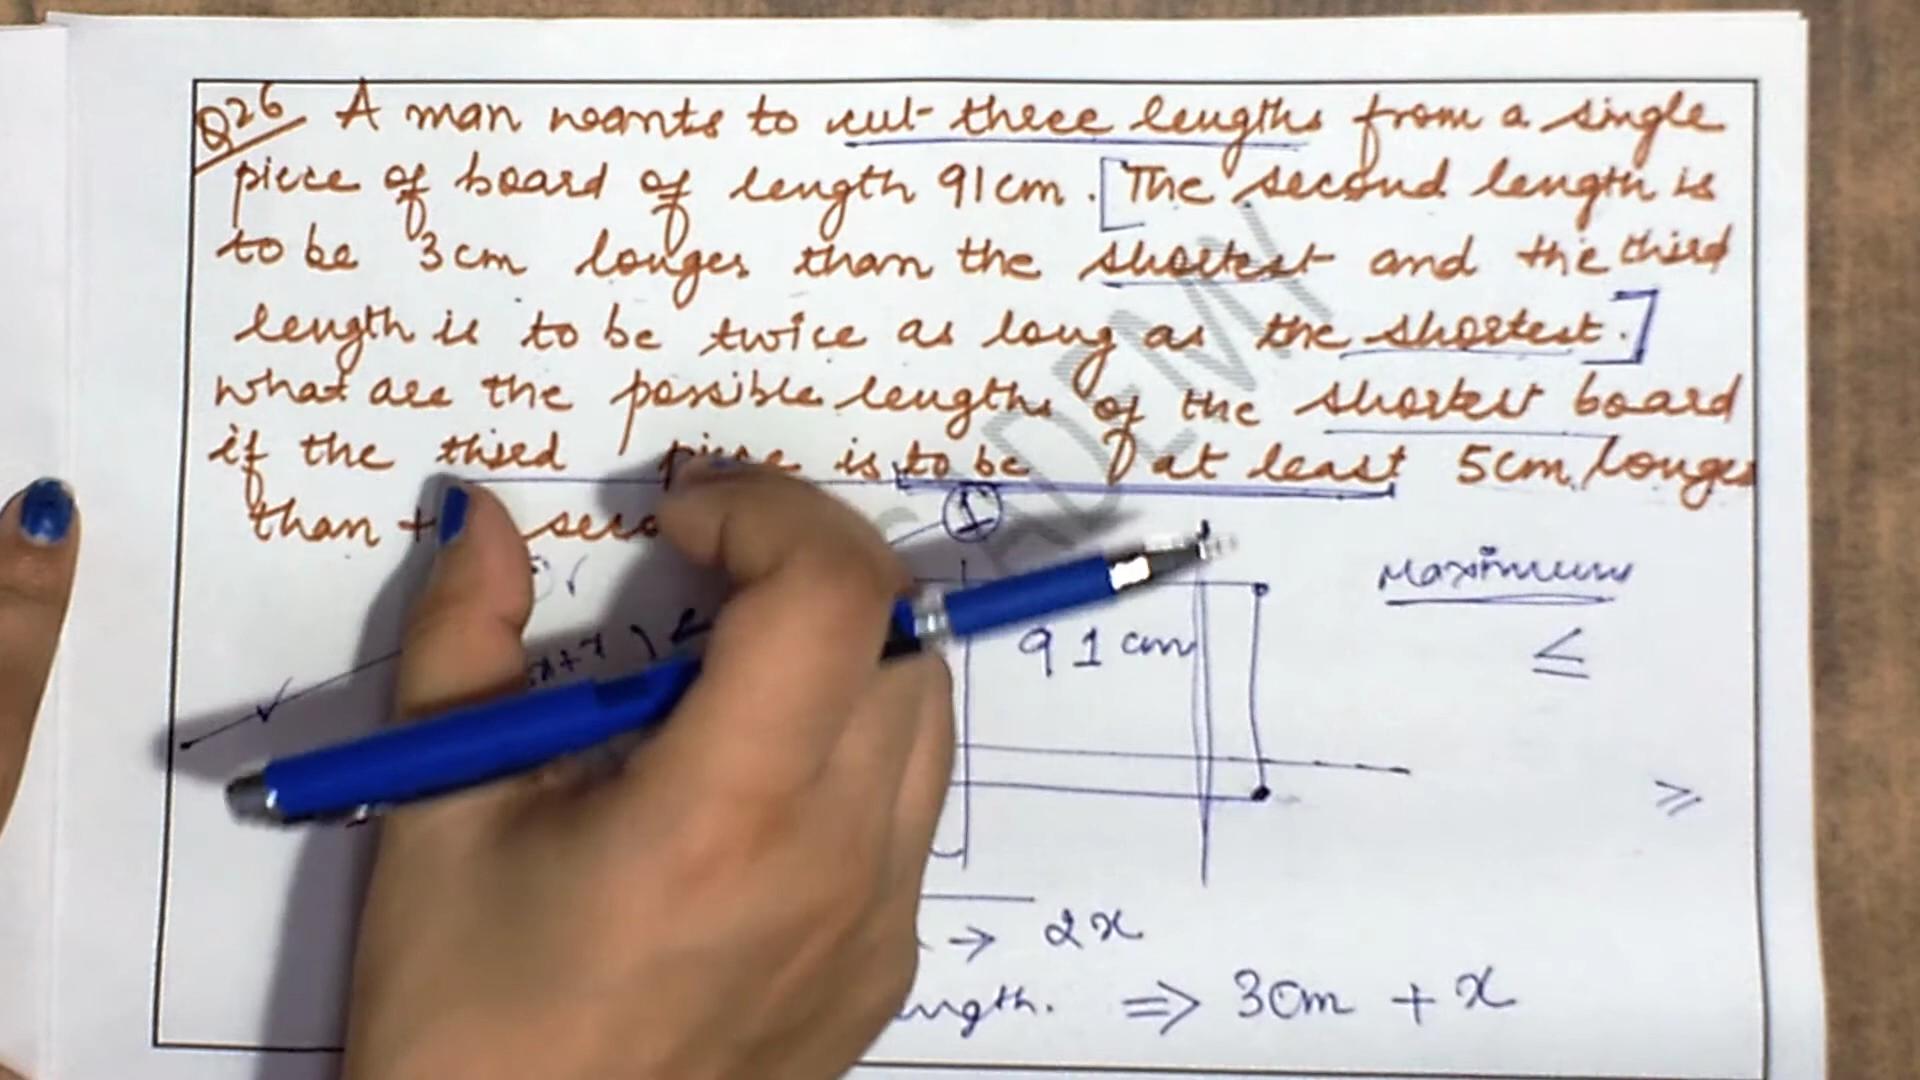 Q26 A man wants to cut three lengths from a single
piece of board of length 91cm. [The second length is
to be 3cm longer than the shortest and the third
length is to be twice as long as the shortest.]
what are the possible lengths of the shortest board
if the third piece is to be at least 5cm longer
than seco
1
Maximum
x+x) ≤
91 cm
≤
≥
→ 2x
ength. ⇒ 3cm + x
ADEMY